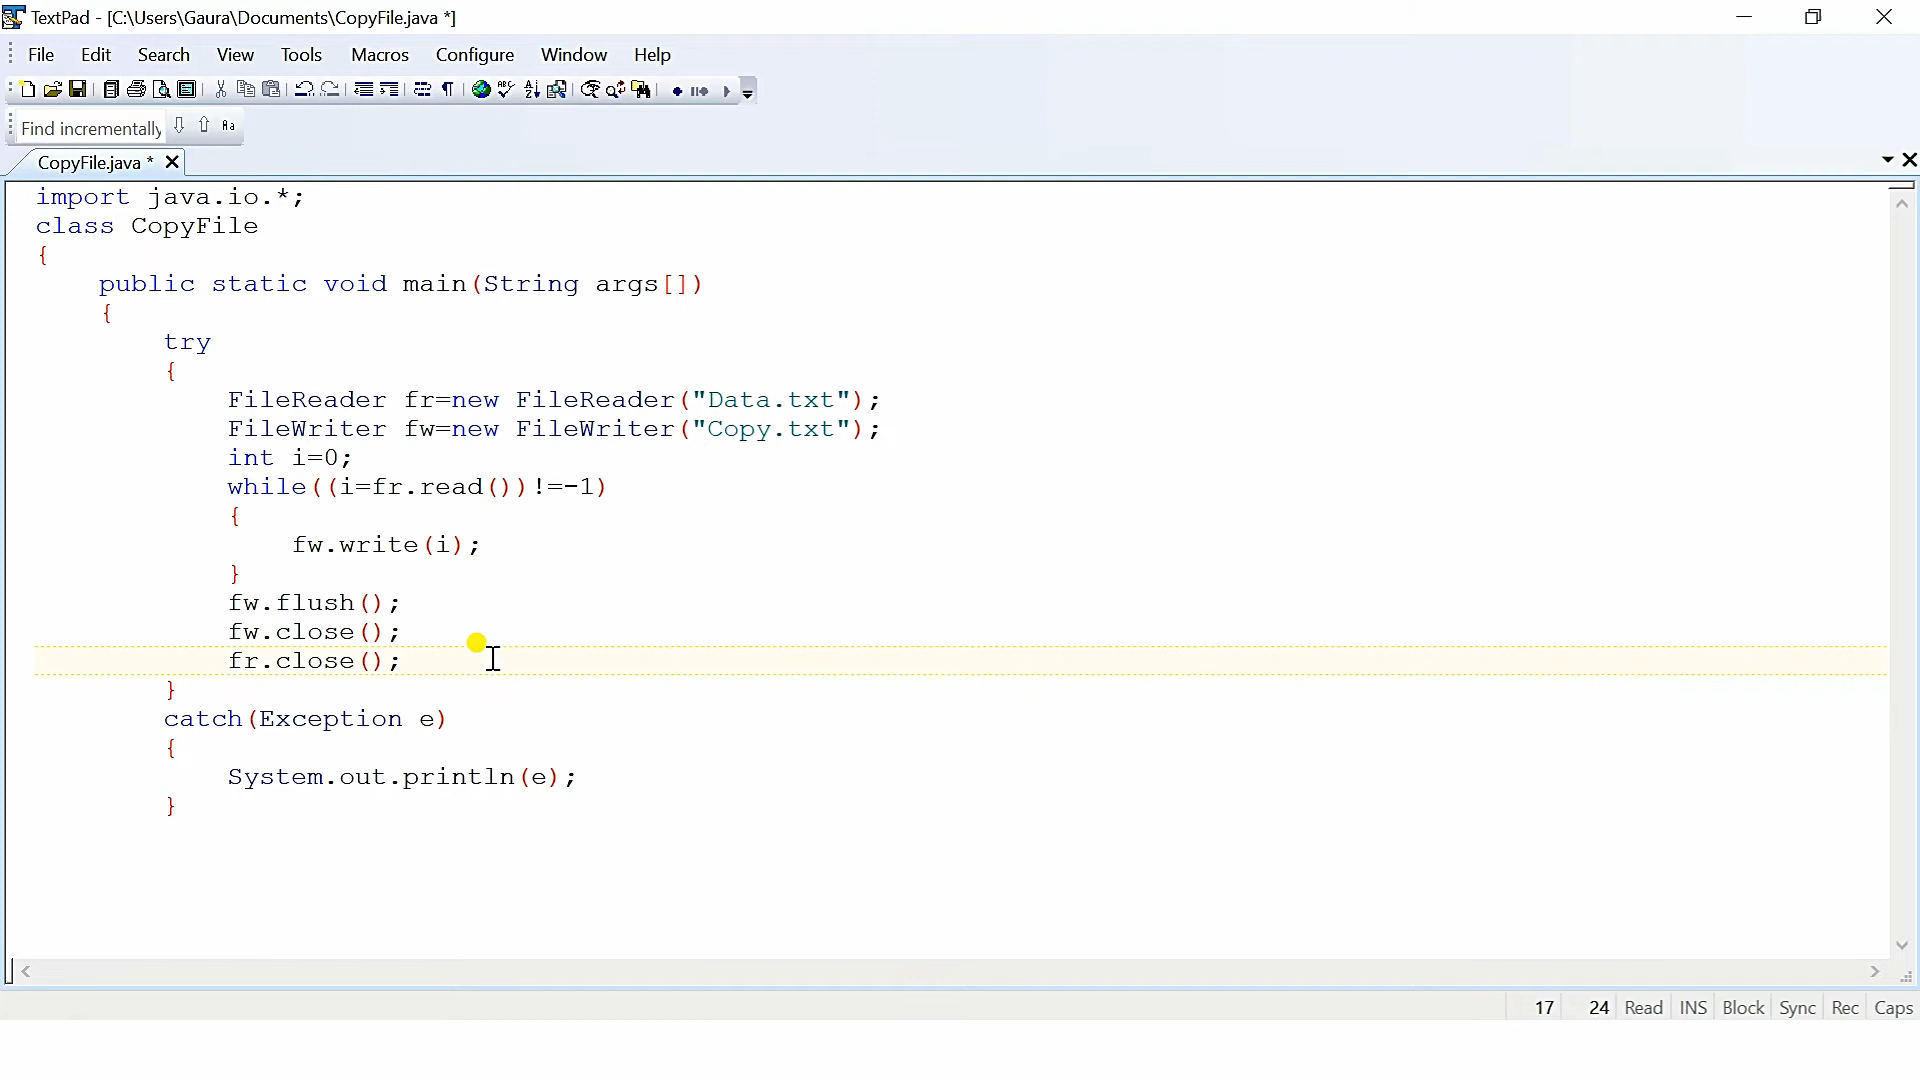 TextPad - [C:\Users\Gaura\Documents\CopyFile.java *]
File Edit Search View Tools Macros Configure Window Help
Find incrementally
CopyFile.java *
import java.io.*;
class CopyFile
{
public static void main(String args[])
{
try
{
FileReader fr=new FileReader("Data.txt");
FileWriter fw=new FileWriter("Copy.txt");
int i=0;
while((i=fr.read())!=-1)
{
fw.write(i);
}
fw.flush();
fw.close();
fr.close();
}
catch(Exception e)
{
System.out.println(e);
}
17 24 Read INS Block Sync Rec Caps